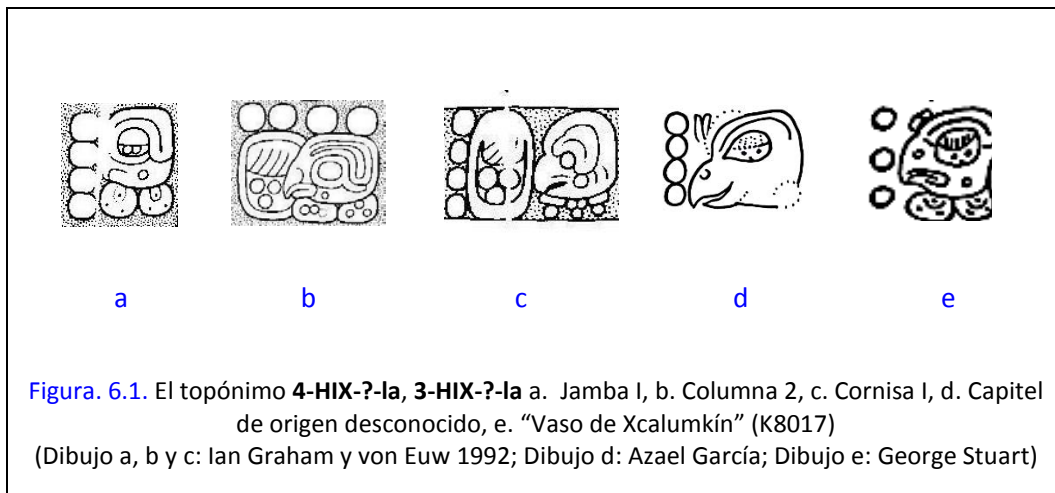 a b c d e
Figura. 6.1. El topónimo 4-HIX-?-la, 3-HIX-?-la a. Jamba I, b. Columna 2, c. Cornisa I, d. Capitel
de origen desconocido, e. “Vaso de Xcalumkín” (K8017)
(Dibujo a, b y c: Ian Graham y von Euw 1992; Dibujo d: Azael García; Dibujo e: George Stuart)